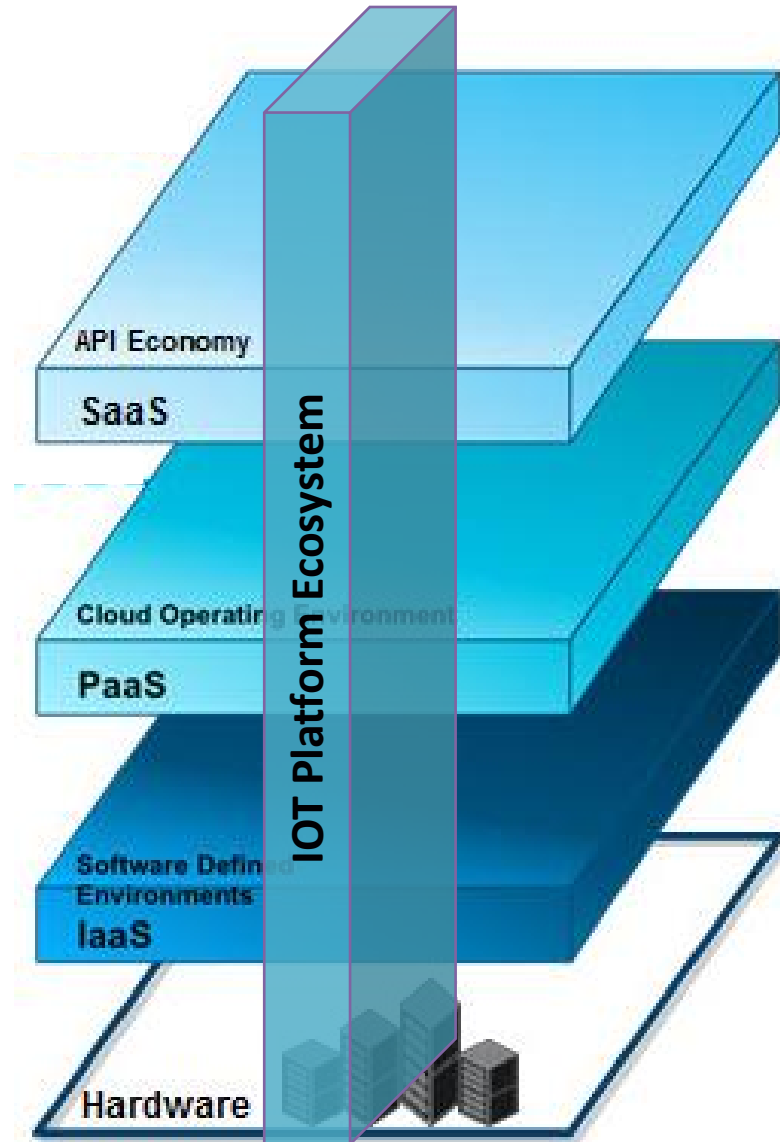 API Economy
SaaS
IOT Platform Ecosystem
Cloud Operating Environment
PaaS
Software Defined
Environments
IaaS
Hardware